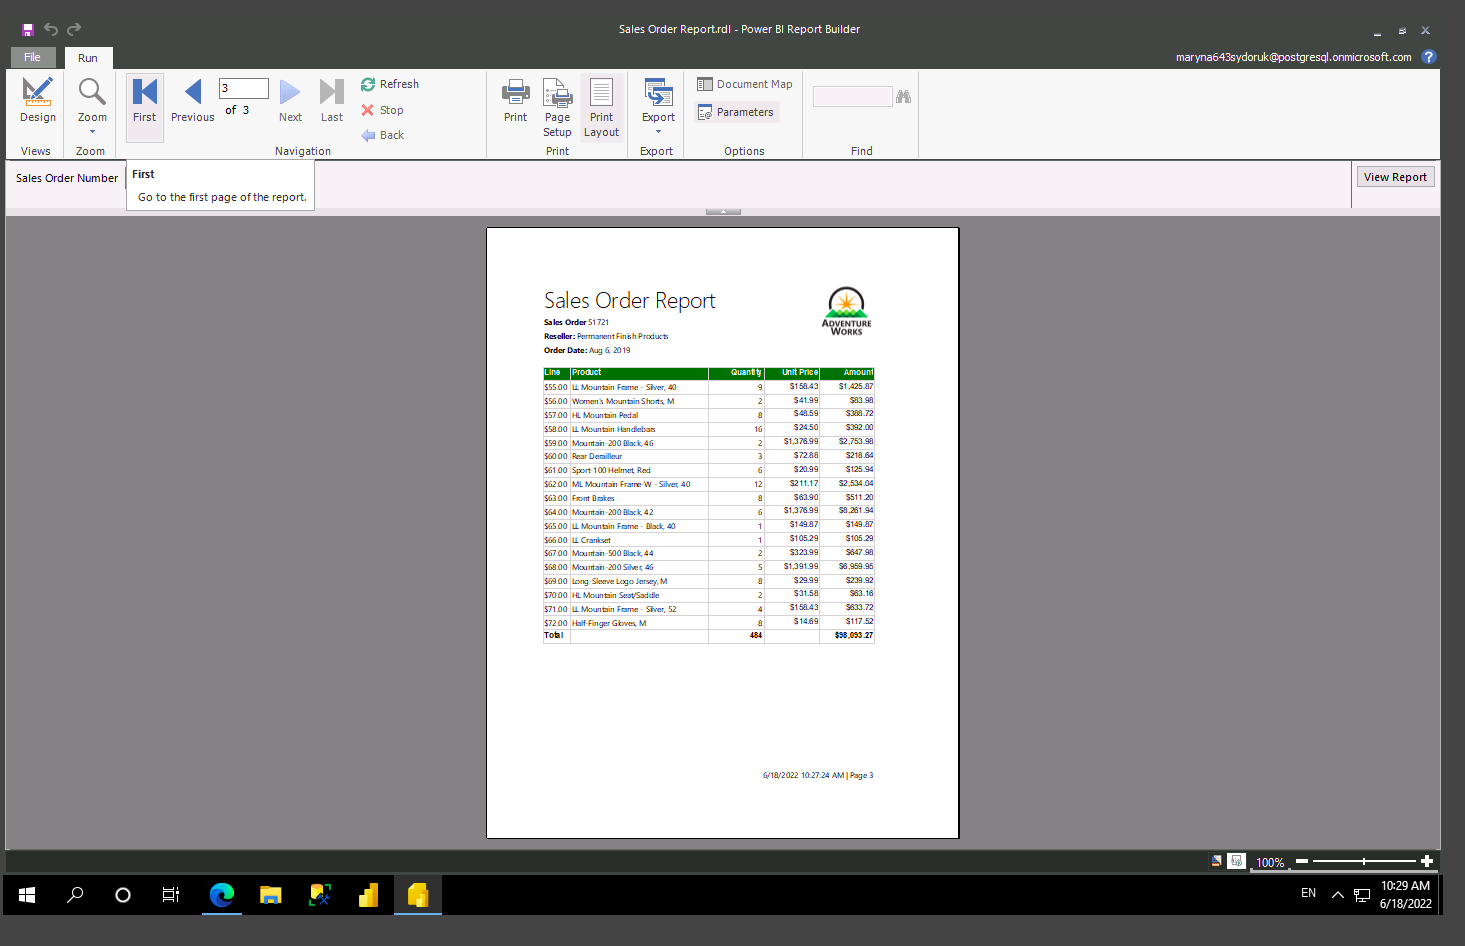 Sales Order Report.rdl - Power BI Report Builder
File
Run
maryna643sydoruk@postgresql.onmicrosoft.com
?
Design
Zoom
First
Previous
3
of 3
Next
Last
Refresh
Stop
Back
Print
Page Setup
Print Layout
Export
Document Map
Parameters
Views
Zoom
Navigation
Print
Export
Options
Find
Sales Order Number
First
Go to the first page of the report.
View Report
Sales Order Report
ADVENTURE
WORKS
Sales Order 51721
Reseller: Permanent Finish Products
Order Date: Aug 6, 2019
Line Product Quantity Unit Price Amount
$55.00 LL Mountain Frame - Silver, 40 9 $158.43 $1,425.87
$56.00 Women's Mountain Shorts, M 2 $41.99 $83.98
$57.00 HL Mountain Pedal 8 $48.59 $388.72
$58.00 LL Mountain Handlebars 16 $24.50 $392.00
$59.00 Mountain-200 Black, 46 2 $1,376.99 $2,753.98
$60.00 Rear Derailleur 3 $72.88 $218.64
$61.00 Sport-100 Helmet, Red 6 $20.99 $125.94
$62.00 ML Mountain Frame-W - Silver, 40 12 $211.17 $2,534.04
$63.00 Front Brakes 8 $63.90 $511.20
$64.00 Mountain-200 Black, 42 6 $1,376.99 $8,261.94
$65.00 LL Mountain Frame - Black, 40 1 $149.87 $149.87
$66.00 LL Crankset 1 $105.29 $105.29
$67.00 Mountain-500 Black, 44 2 $323.99 $647.98
$68.00 Mountain-200 Silver, 46 5 $1,391.99 $6,959.95
$69.00 Long-Sleeve Logo Jersey, M 8 $29.99 $239.92
$70.00 HL Mountain Seat/Saddle 2 $31.58 $63.16
$71.00 LL Mountain Frame - Silver, 52 4 $158.43 $633.72
$72.00 Half-Finger Gloves, M 8 $14.69 $117.52
Total 484 $98,093.27
6/18/2022 10:27:24 AM | Page 3
100%
EN
10:29 AM
6/18/2022